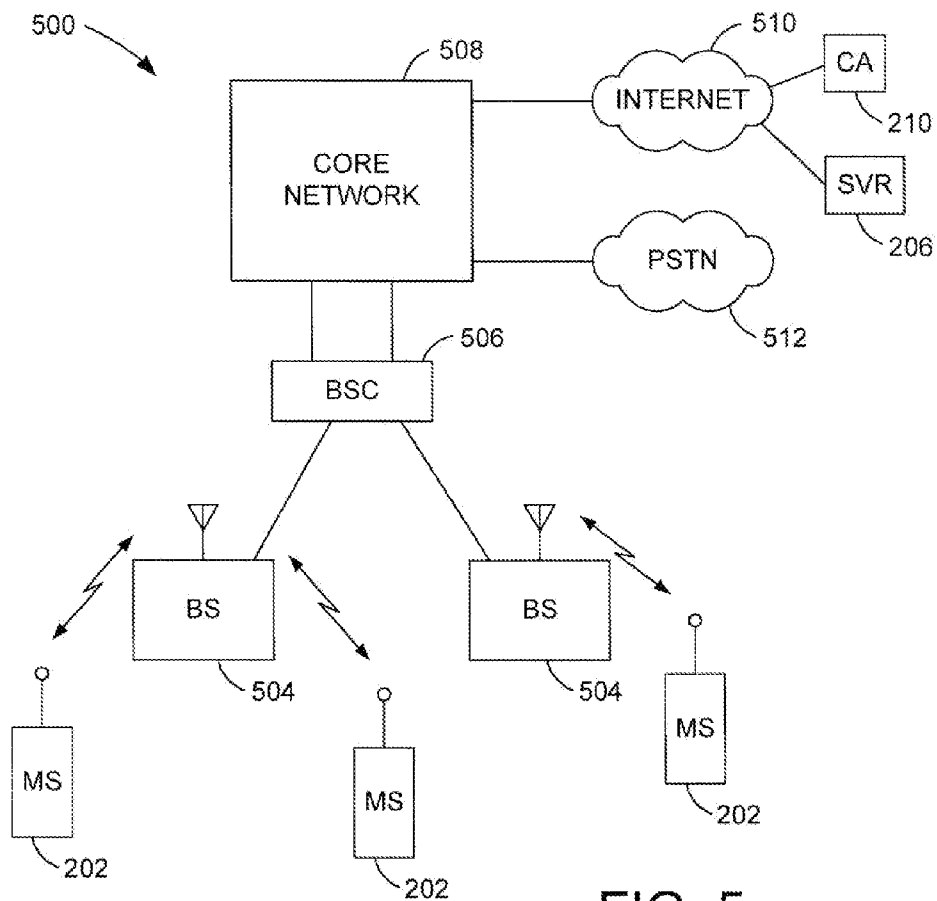 500
508
510
CA
INTERNET
210
CORE
NETWORK
SVR
206
PSTN
506
512
BSC
BS
BS
504
504
MS
MS
MS
202
202
202
FIG. 5